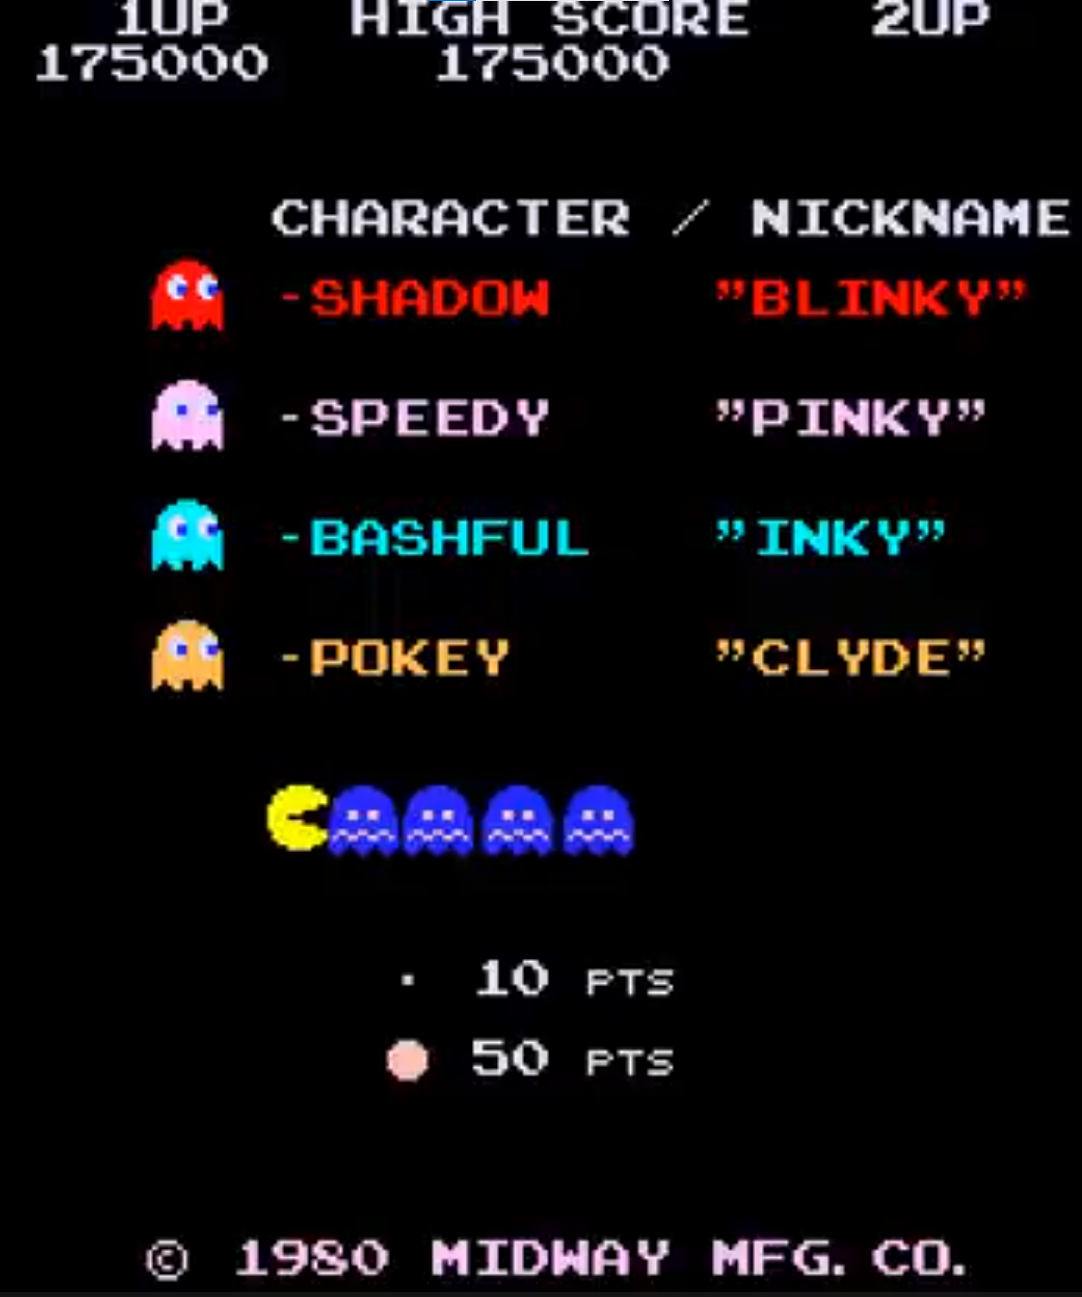 1UP HIGH SCORE 2UP
175000 175000
CHARACTER / NICKNAME
-SHADOW ”BLINKY”
-SPEEDY ”PINKY”
-BASHFUL ”INKY”
-POKEY ”CLYDE”
10 PTS
50 PTS
© 1980 MIDWAY MFG. CO.